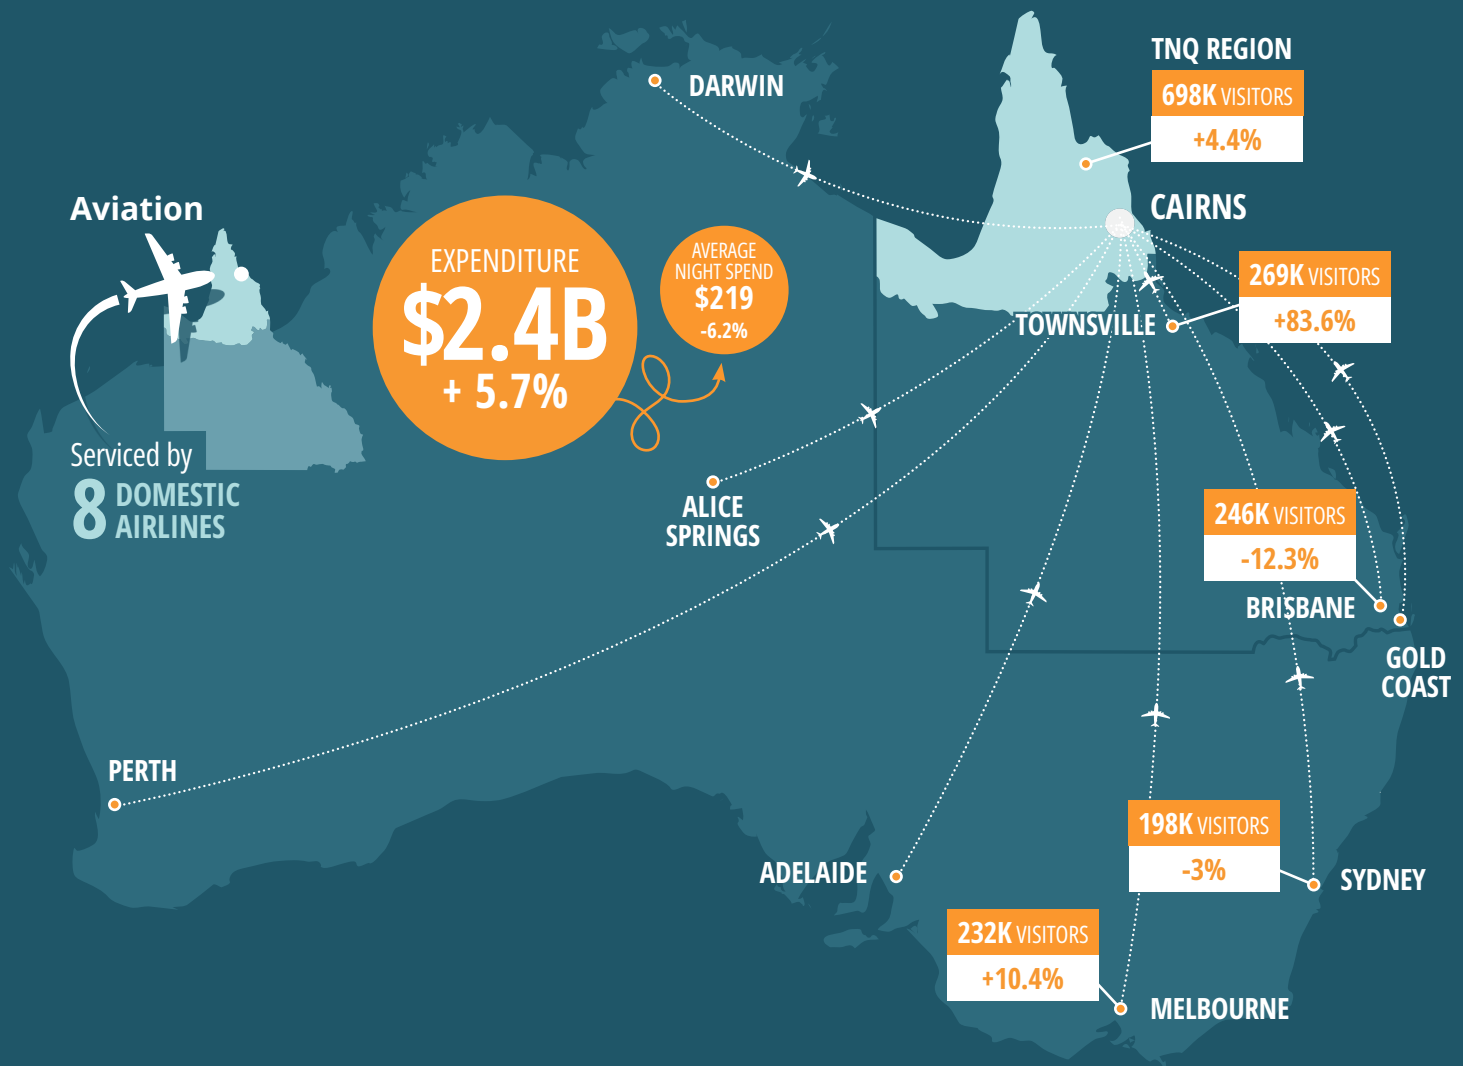 TNQ REGION
698K VISITORS
+4.4%
DARWIN
CAIRNS
Aviation
EXPENDITURE
$2.4B
+ 5.7%
AVERAGE
NIGHT SPEND
$219
-6.2%
269K VISITORS
+83.6%
TOWNSVILLE
Serviced by
8 DOMESTIC
AIRLINES
ALICE
SPRINGS
246K VISITORS
-12.3%
BRISBANE
GOLD
COAST
PERTH
198K VISITORS
-3%
ADELAIDE
SYDNEY
232K VISITORS
+10.4%
MELBOURNE